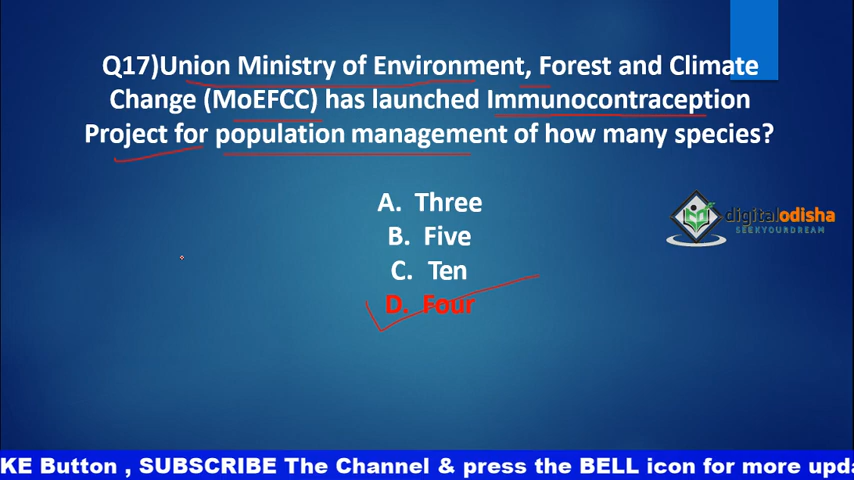 Q17)Union Ministry of Environment, Forest and Climate
Change (MoEFCC) has launched Immunocontraception
Project for population management of how many species?
A. Three
B. Five
C. Ten
D. Four
digitalodisha
SEEKYOURDREAM
KE Button , SUBSCRIBE The Channel & press the BELL icon for more upda